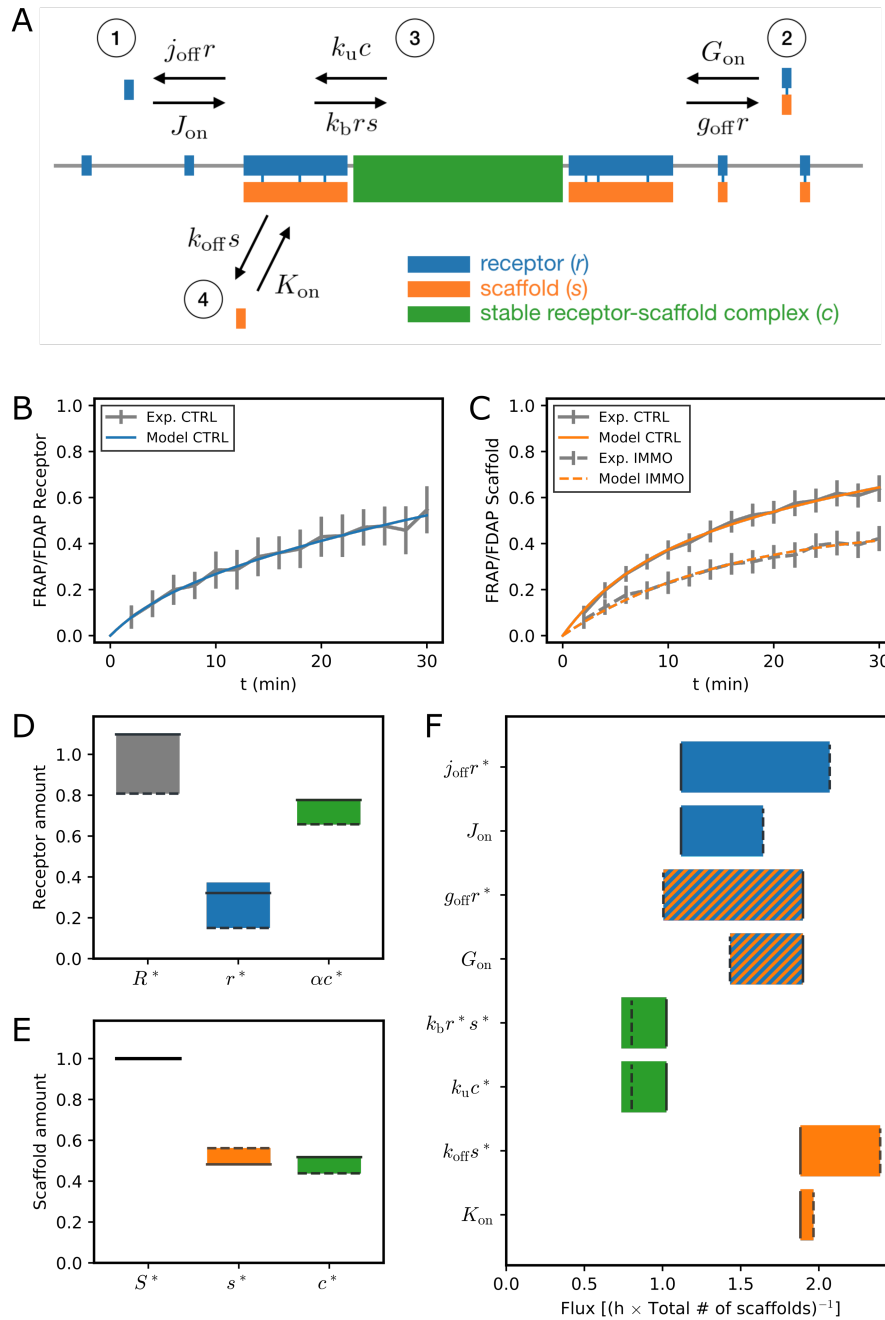 A
1
j_off r
J_on
k_u c
k_b rs
3
G_on
g_off r
2
k_off s
K_on
4
receptor (r)
scaffold (s)
stable receptor-scaffold complex (c)
B
FRAP/FDAP Receptor
1.0
0.8
0.6
0.4
0.2
0.0
Exp. CTRL
Model CTRL
0
10
20
30
t (min)
C
FRAP/FDAP Scaffold
1.0
0.8
0.6
0.4
0.2
0.0
Exp. CTRL
Model CTRL
Exp. IMMO
Model IMMO
0
10
20
30
t (min)
D
Receptor amount
1.0
0.8
0.6
0.4
0.2
0.0
R*
r*
αc*
E
Scaffold amount
1.0
0.8
0.6
0.4
0.2
0.0
S*
s*
c*
F
j_off r*
J_on
g_off r*
G_on
k_b r* s*
k_u c*
k_off s*
K_on
0.0
0.5
1.0
1.5
2.0
Flux [(h × Total # of scaffolds)⁻¹]